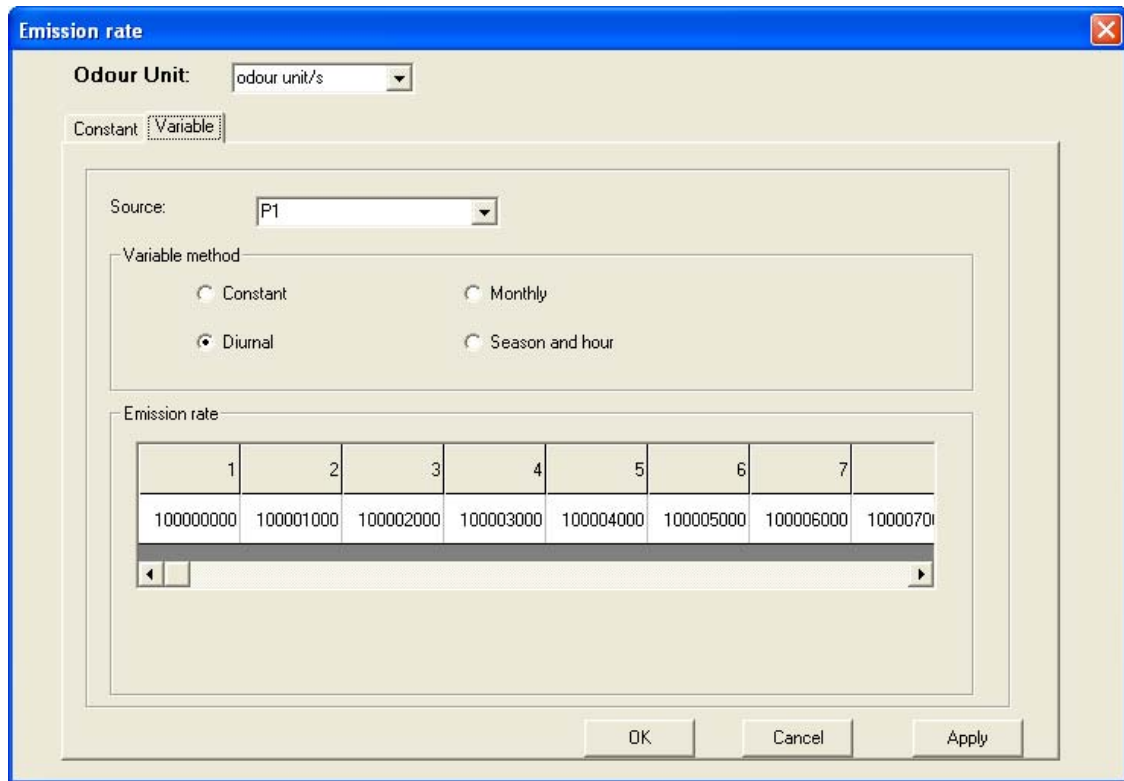 Emission rate
Odour Unit: odour unit/s
Constant Variable
Source: P1
Variable method
Constant Monthly
Diurnal Season and hour
Emission rate
1 2 3 4 5 6 7
100000000 100001000 100002000 100003000 100004000 100005000 100006000 1000070
OK Cancel Apply